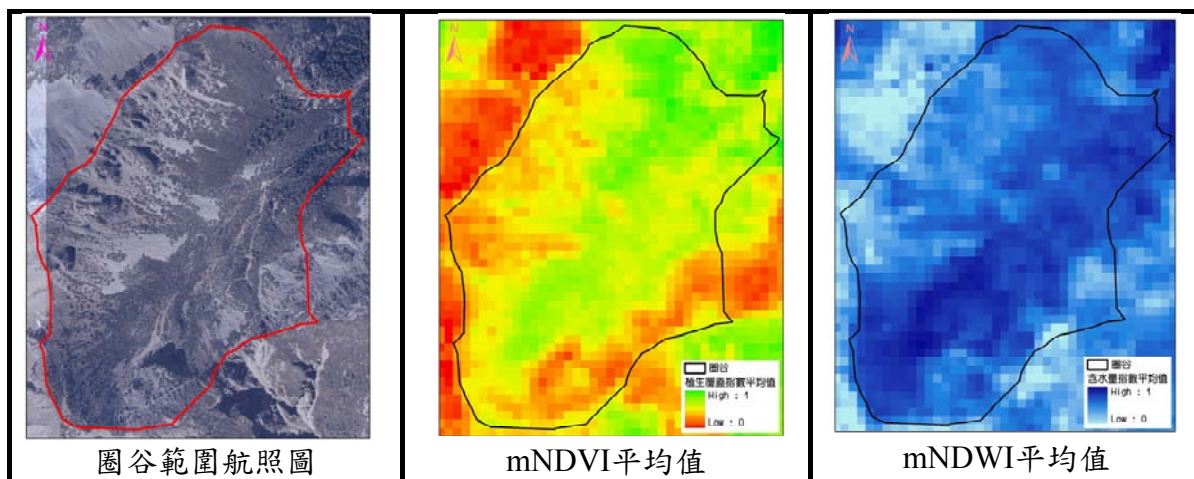 N
N
N
圈谷
植生覆蓋指數平均值
High : 1
Low : 0
圈谷
含水量指數平均值
High : 1
Low : 0
圈谷範圍航照圖
mNDVI平均值
mNDWI平均值